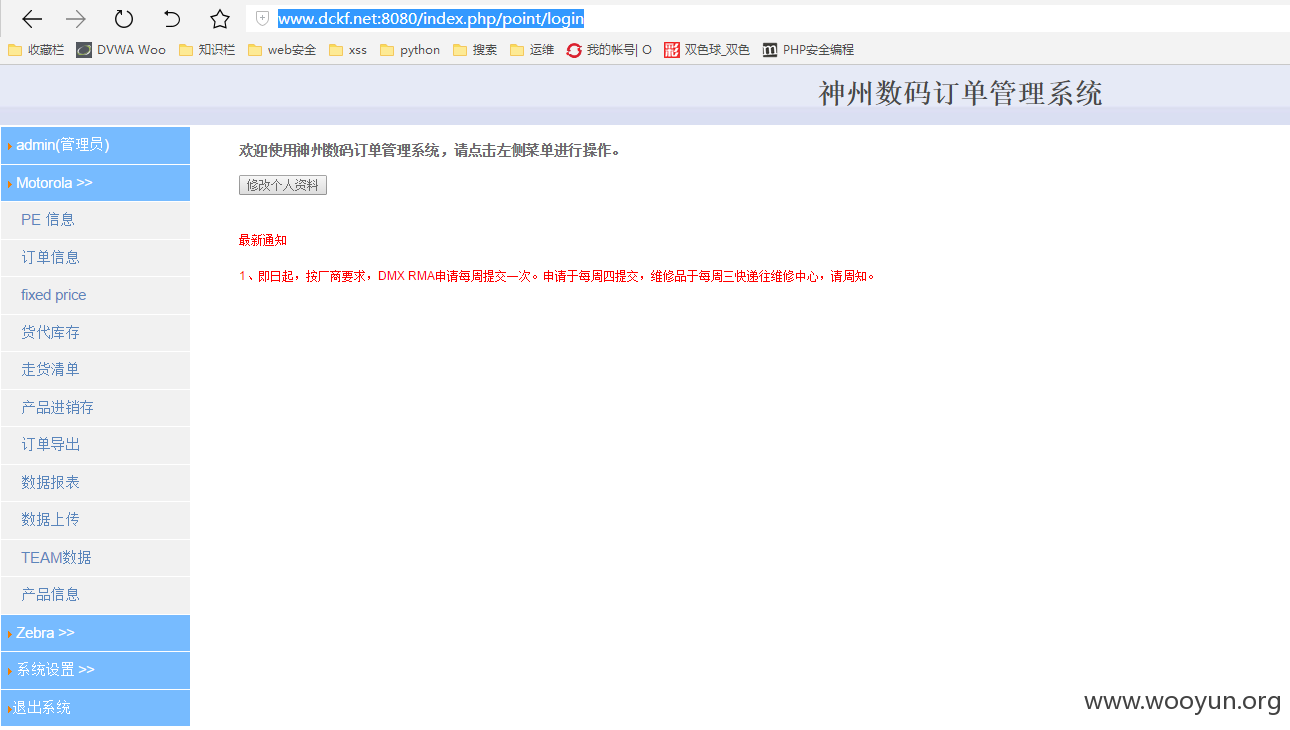 www.dckf.net:8080/index.php/point/login
收藏栏 DVWA Woo 知识栏 web安全 xss python 搜索 运维 我的帐号| O 双色球_双色 PHP安全编程
神州数码订单管理系统
admin(管理员)
Motorola >>
PE 信息
订单信息
fixed price
货代库存
走货清单
产品进销存
订单导出
数据报表
数据上传
TEAM数据
产品信息
Zebra >>
系统设置 >>
退出系统
欢迎使用神州数码订单管理系统，请点击左侧菜单进行操作。
修改个人资料
最新通知
1、即日起，按厂商要求，DMX RMA申请每周提交一次。申请于每周四提交，维修品于每周三快递往维修中心，请周知。
www.wooyun.org